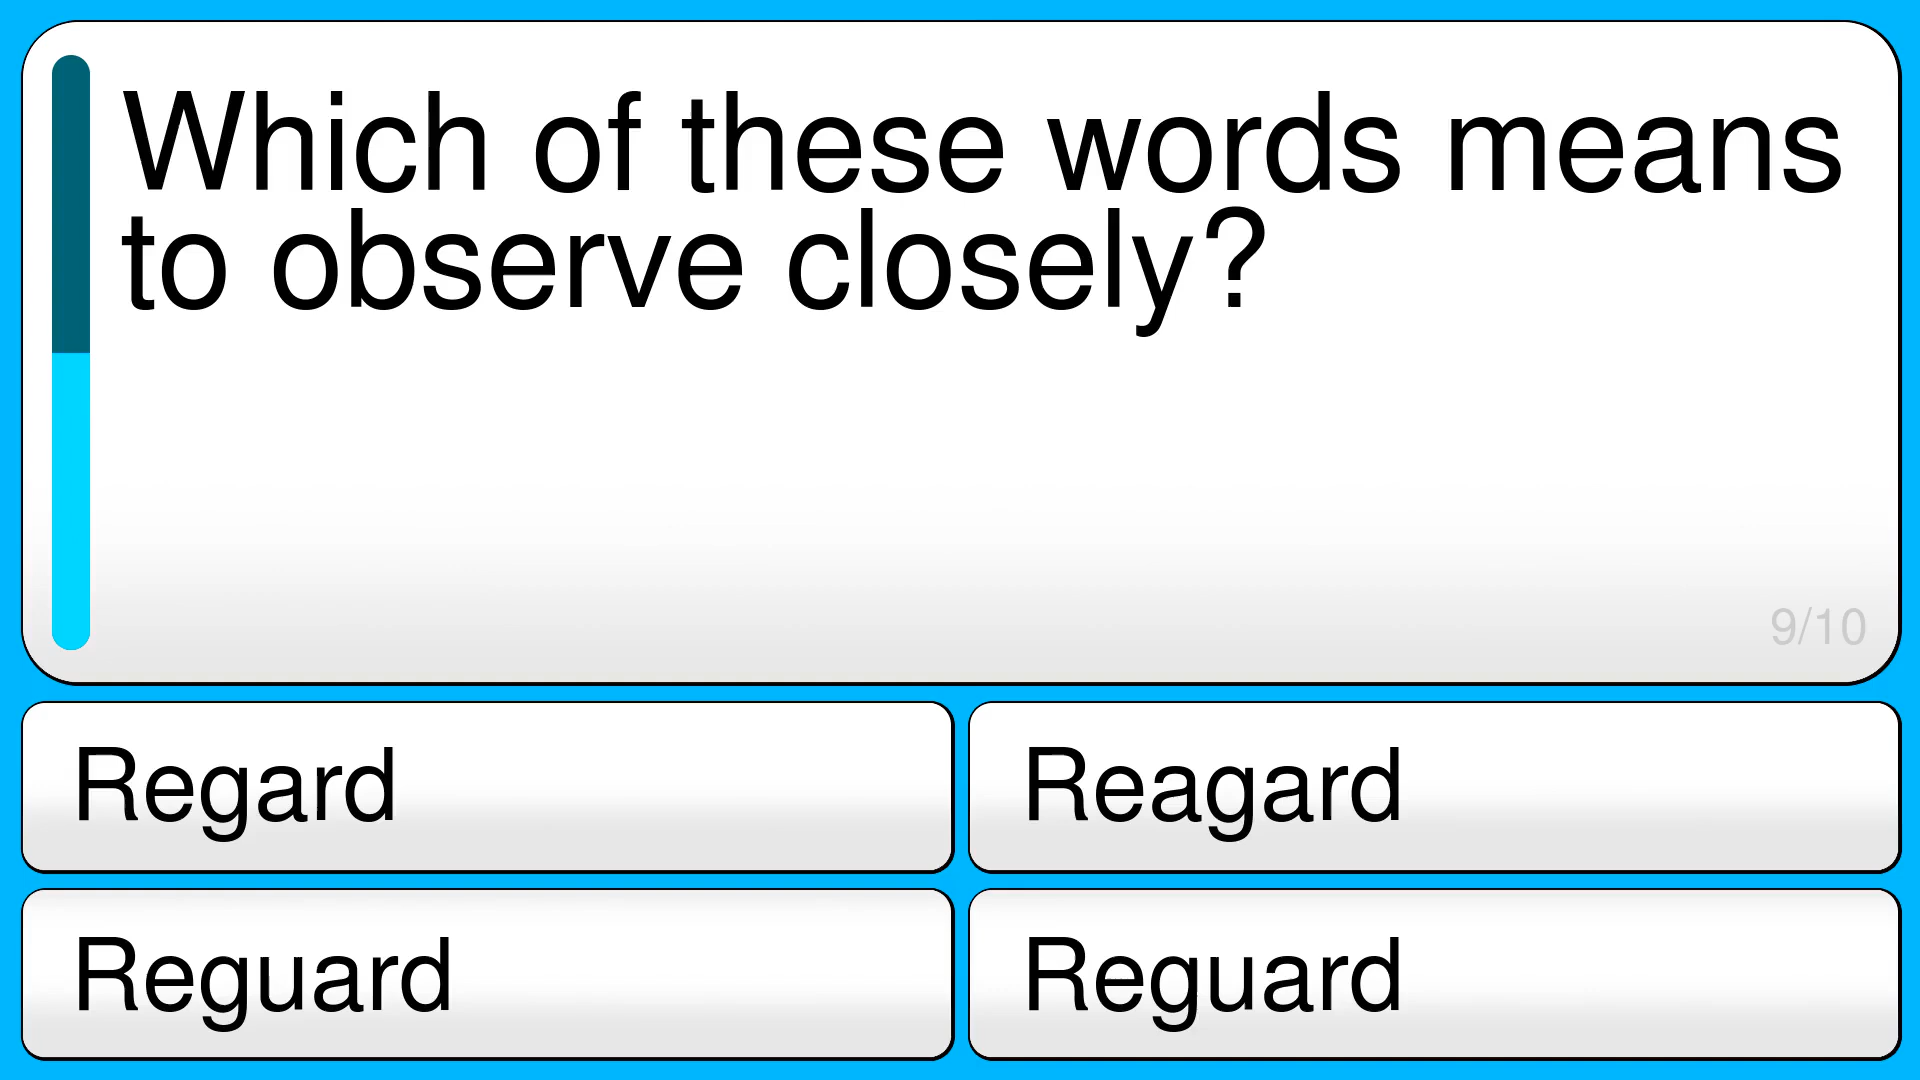 Which of these words means
to observe closely?
9/10
Regard
Reagard
Reguard
Reguard